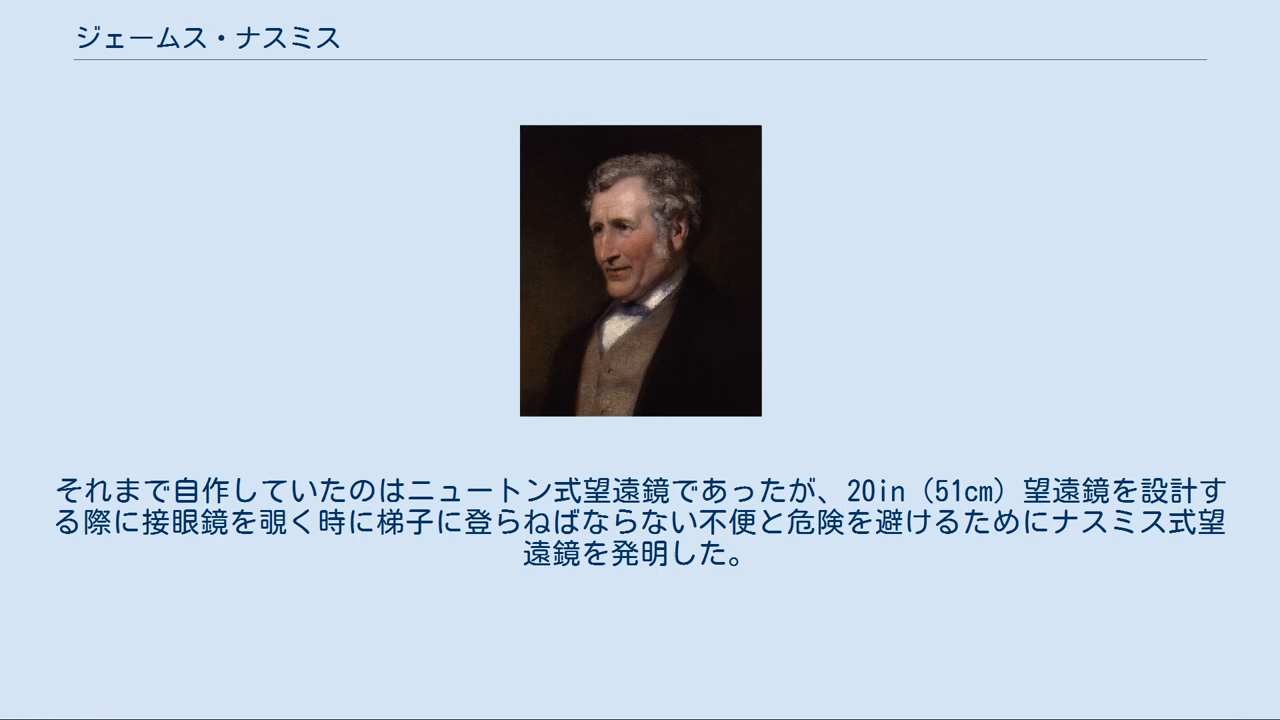 ジェームス・ナスミス
それまで自作していたのはニュートン式望遠鏡であったが、20in（51cm）望遠鏡を設計す
る際に接眼鏡を覗く時に梯子に登らねばならない不便と危険を避けるためにナスミス式望
遠鏡を発明した。